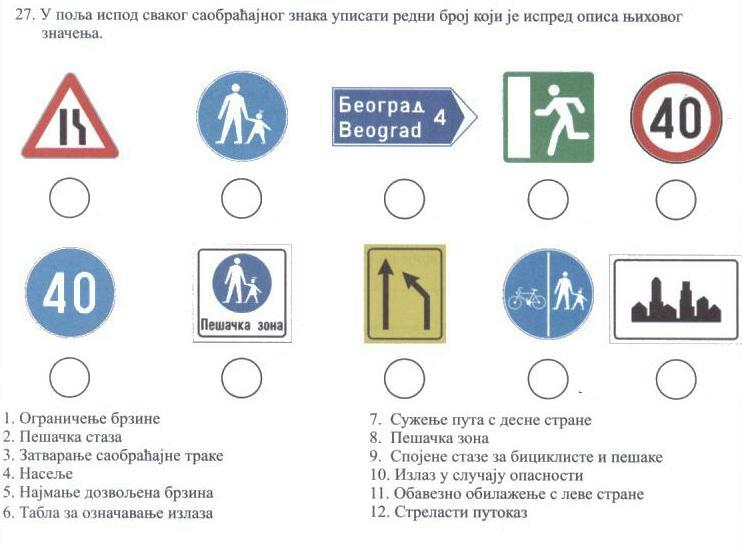 27. У поља испод сваког саобраћајног знака уписати редни број који је испред описа њиховог
значења.
Београд 4
Beograd
40
40
Пешачка зона
1. Ограничење брзине
2. Пешачка стаза
3. Затварање саобраћајне траке
4. Насеље
5. Најмање дозвољена брзина
6. Табла за означавање излаза
7. Сужење пута с десне стране
8. Пешачка зона
9. Спојене стазе за бициклисте и пешаке
10. Излаз у случају опасности
11. Обавезно обилажење с леве стране
12. Стреласти путоказ